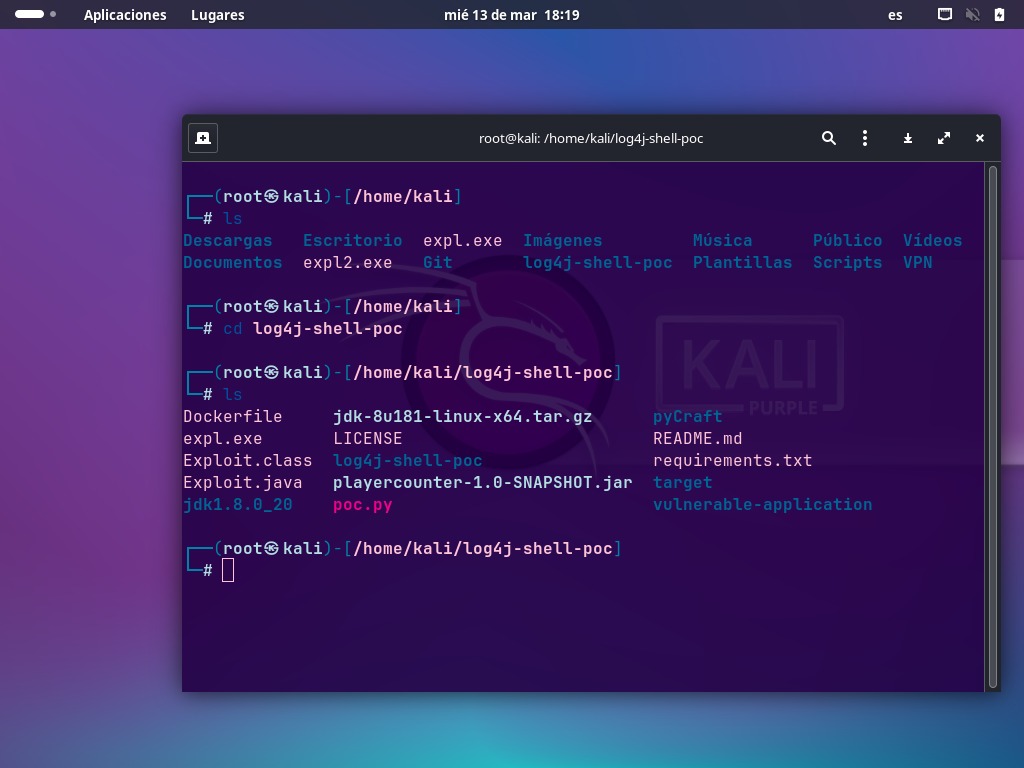 Aplicaciones Lugares mié 13 de mar 18:19 es
root@kali: /home/kali/log4j-shell-poc
┌──(root㉿kali)-[/home/kali]
└─# ls
Descargas Escritorio expl.exe Imágenes Música Público Vídeos
Documentos expl2.exe Git log4j-shell-poc Plantillas Scripts VPN
┌──(root㉿kali)-[/home/kali]
└─# cd log4j-shell-poc
┌──(root㉿kali)-[/home/kali/log4j-shell-poc]
└─# ls
Dockerfile jdk-8u181-linux-x64.tar.gz pyCraft
expl.exe LICENSE README.md
Exploit.class log4j-shell-poc requirements.txt
Exploit.java playercounter-1.0-SNAPSHOT.jar target
jdk1.8.0_20 poc.py vulnerable-application
┌──(root㉿kali)-[/home/kali/log4j-shell-poc]
└─#
KALI
PURPLE